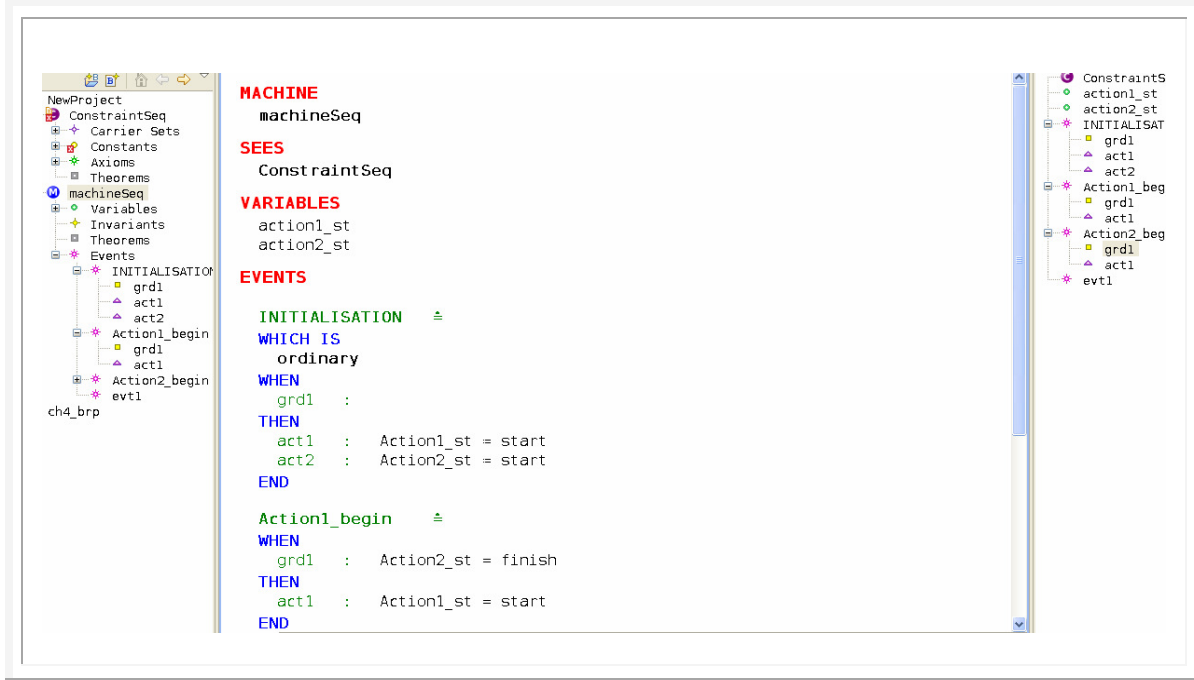 NewProject
ConstraintSeq
Carrier Sets
Constants
Axioms
Theorems
machineSeq
Variables
Invariants
Theorems
Events
INITIALISATION
grd1
act1
act2
Action1_begin
grd1
act1
Action2_begin
evt1
ch4_brp
MACHINE
machineSeq
SEES
ConstraintSeq
VARIABLES
action1_st
action2_st
EVENTS
INITIALISATION ≙
WHICH IS
ordinary
WHEN
grd1 :
THEN
act1 : Action1_st ≔ start
act2 : Action2_st ≔ start
END
Action1_begin ≙
WHEN
grd1 : Action2_st = finish
THEN
act1 : Action1_st = start
END
ConstraintS
action1_st
action2_st
INITIALISAT
grd1
act1
act2
Action1_beg
grd1
act1
Action2_beg
grd1
act1
evt1